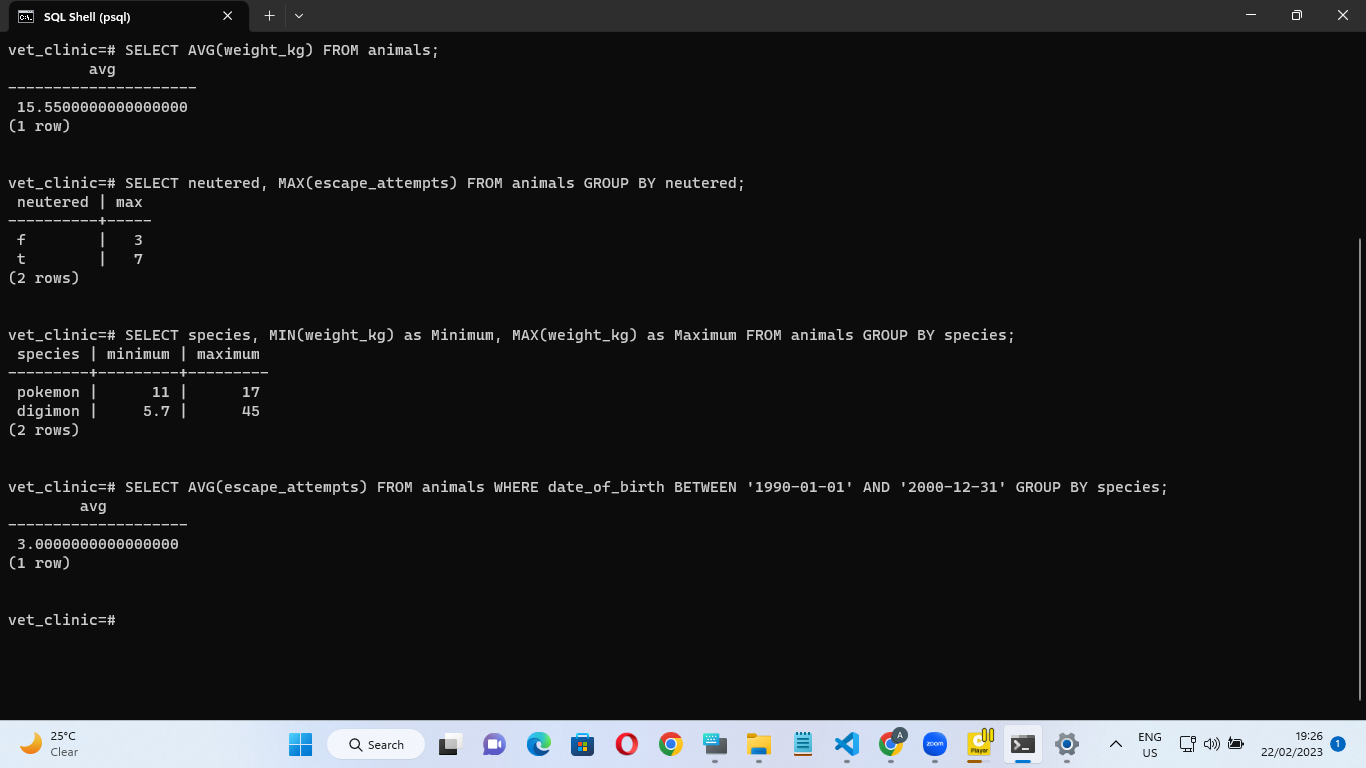 SQL Shell (psql)
vet_clinic=# SELECT AVG(weight_kg) FROM animals;
         avg
---------------------
 15.5500000000000000
(1 row)
vet_clinic=# SELECT neutered, MAX(escape_attempts) FROM animals GROUP BY neutered;
 neutered | max
----------+-----
 f        |   3
 t        |   7
(2 rows)
vet_clinic=# SELECT species, MIN(weight_kg) as Minimum, MAX(weight_kg) as Maximum FROM animals GROUP BY species;
 species | minimum | maximum
---------+---------+---------
 pokemon |      11 |      17
 digimon |     5.7 |      45
(2 rows)
vet_clinic=# SELECT AVG(escape_attempts) FROM animals WHERE date_of_birth BETWEEN '1990-01-01' AND '2000-12-31' GROUP BY species;
        avg
--------------------
 3.0000000000000000
(1 row)
vet_clinic=#
25°C
Clear
Search
A
zoom
Player
ENG
US
19:26
22/02/2023
1